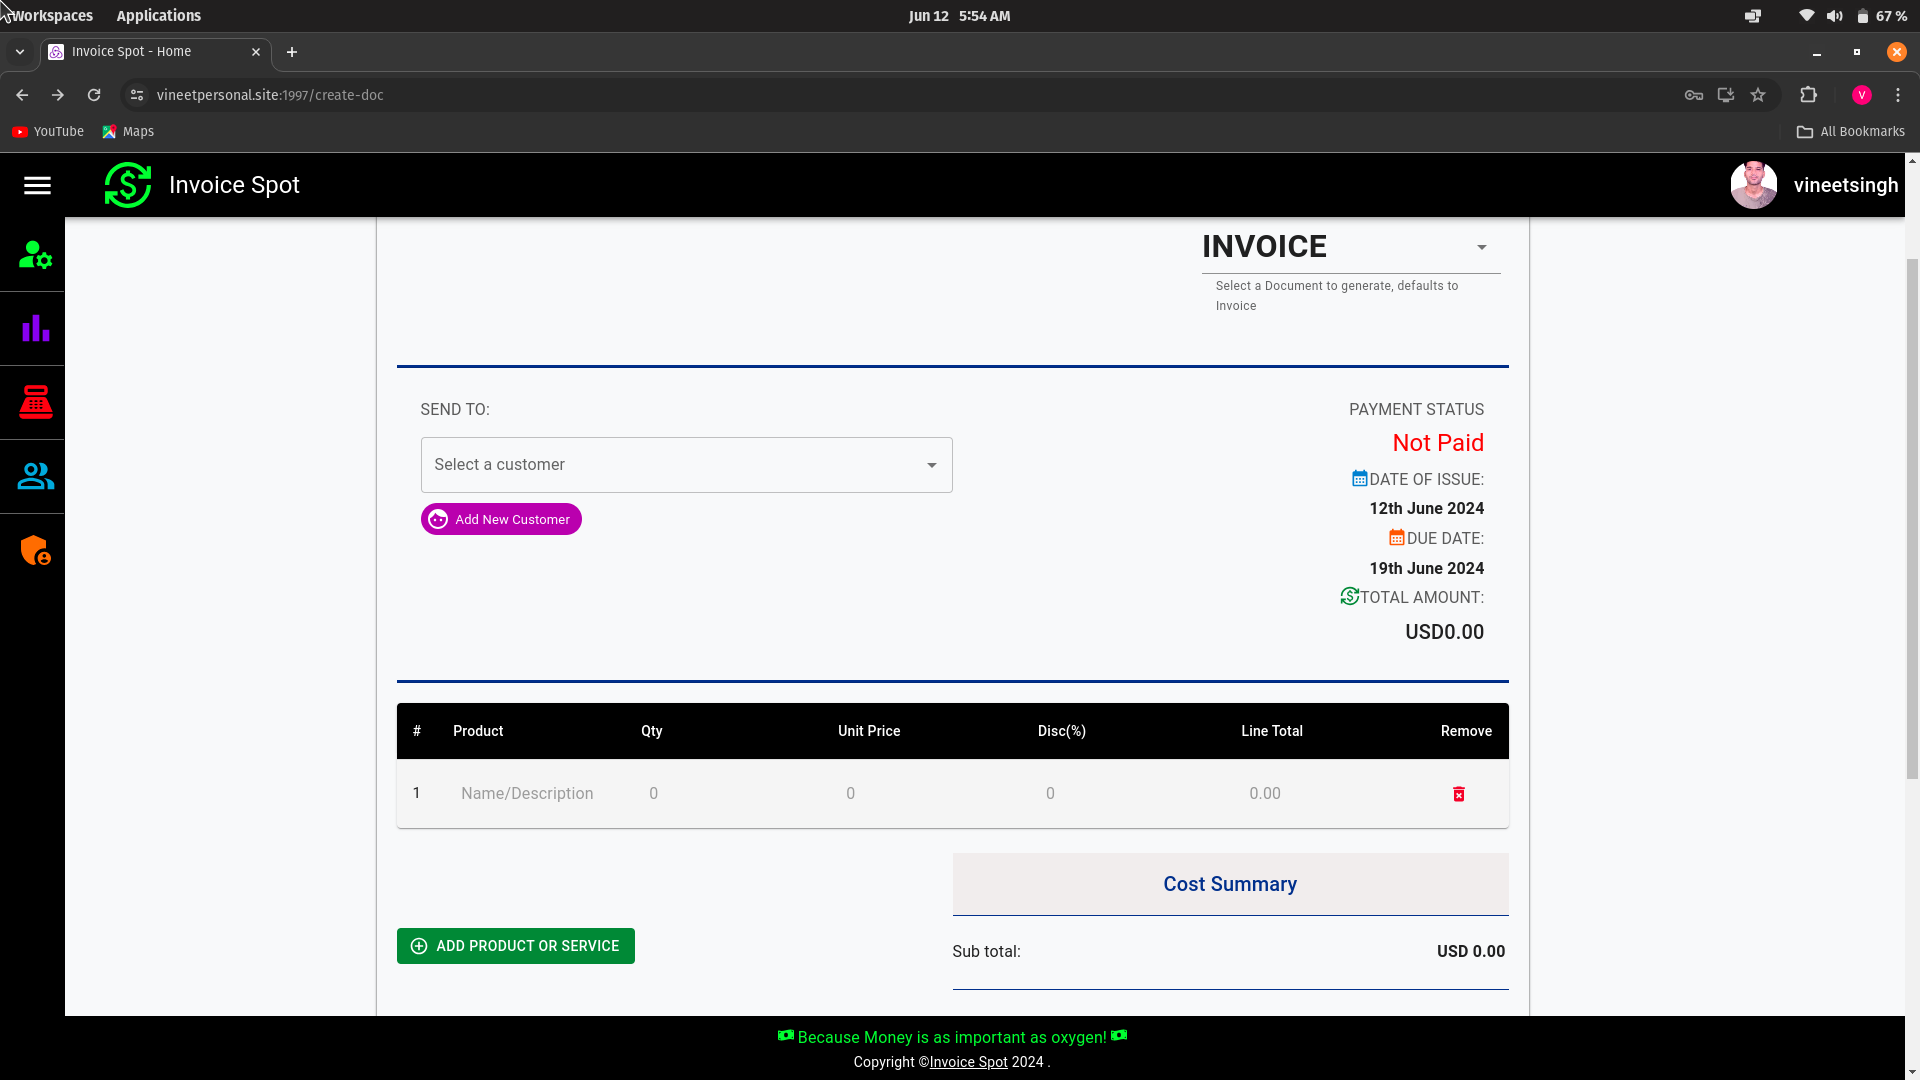 Workspaces Applications Jun 12 5:54 AM 67 %
Invoice Spot - Home
vineetpersonal.site:1997/create-doc V
YouTube Maps All Bookmarks
Invoice Spot vineetsingh
INVOICE
Select a Document to generate, defaults to
Invoice
SEND TO:
Select a customer
Add New Customer
PAYMENT STATUS
Not Paid
DATE OF ISSUE:
12th June 2024
DUE DATE:
19th June 2024
TOTAL AMOUNT:
USD0.00
# Product Qty Unit Price Disc(%) Line Total Remove
1 Name/Description 0 0 0 0.00
Cost Summary
ADD PRODUCT OR SERVICE
Sub total: USD 0.00
Because Money is as important as oxygen!
Copyright ©Invoice Spot 2024 .